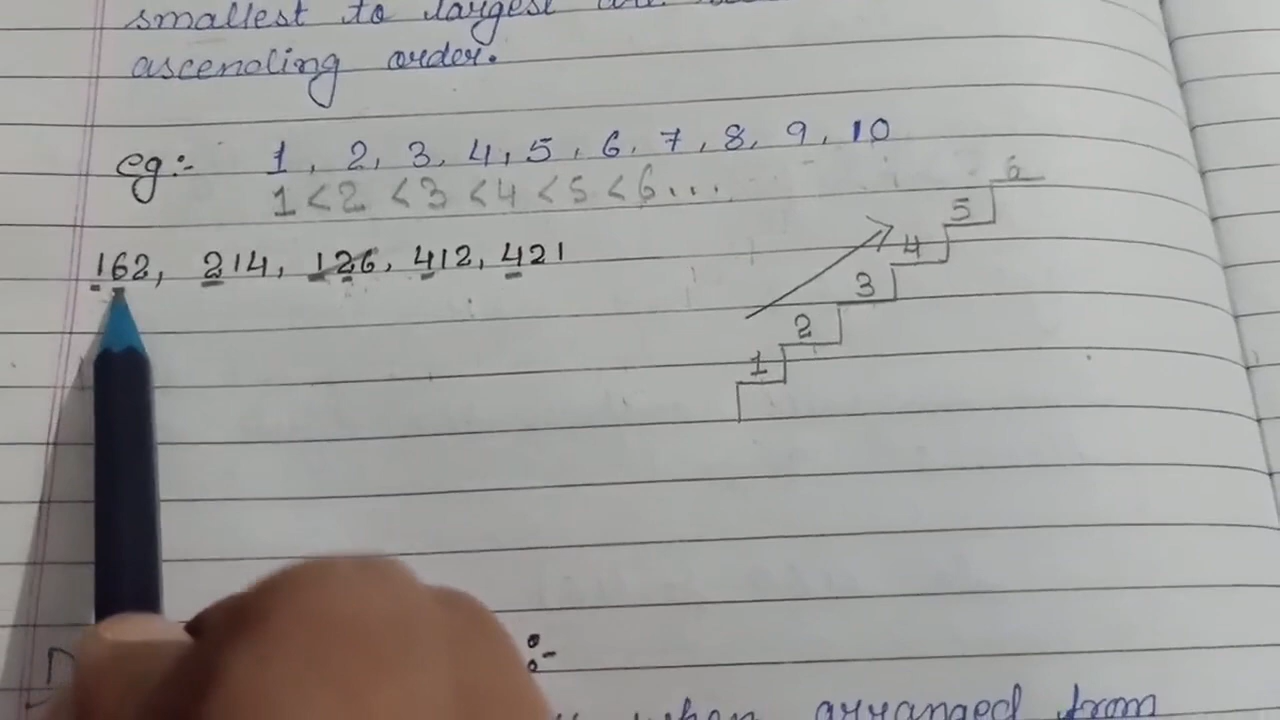 smallest to largest
ascending order.
eg:- 1, 2, 3, 4, 5, 6, 7, 8, 9, 10
1 < 2 < 3 < 4 < 5 < 6 ...
162, 214, 126, 412, 421
6
5
4
3
2
1
D :-
when arranged from